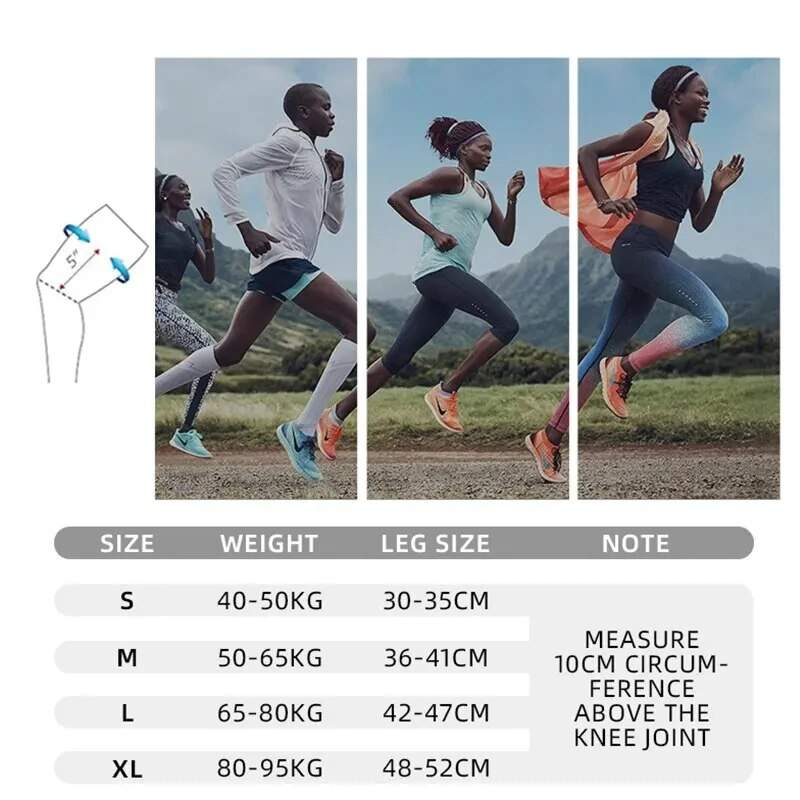 5"
SIZE WEIGHT LEG SIZE NOTE
S 40-50KG 30-35CM
M 50-65KG 36-41CM
L 65-80KG 42-47CM
XL 80-95KG 48-52CM
MEASURE
10CM CIRCUM-
FERENCE
ABOVE THE
KNEE JOINT